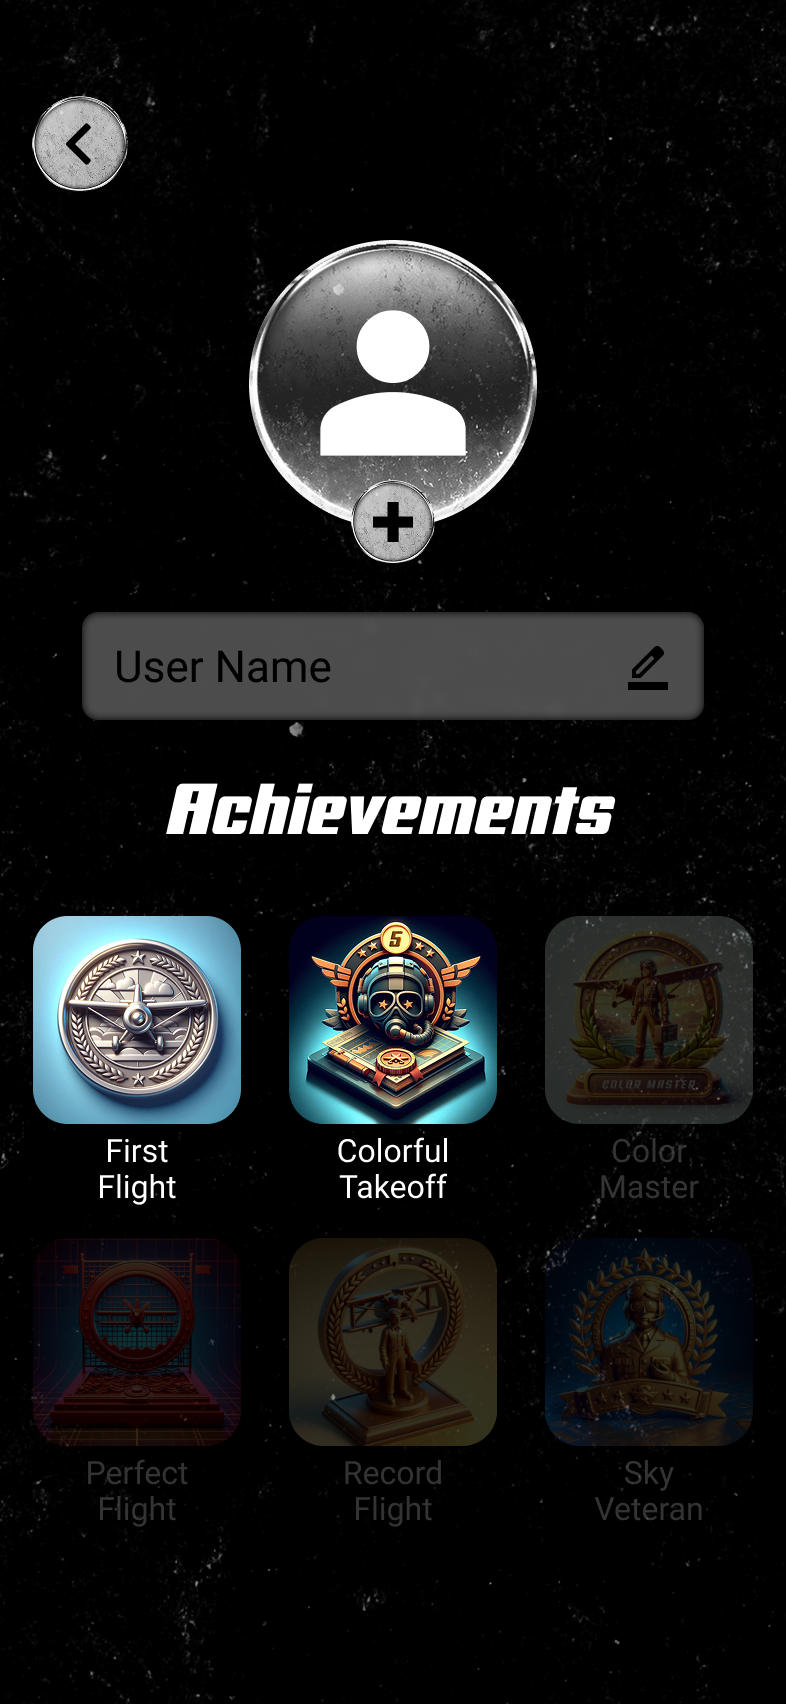 User Name
Achievements
5
COLOR MASTER
First
Flight
Colorful
Takeoff
Color
Master
Perfect
Flight
Record
Flight
Sky
Veteran